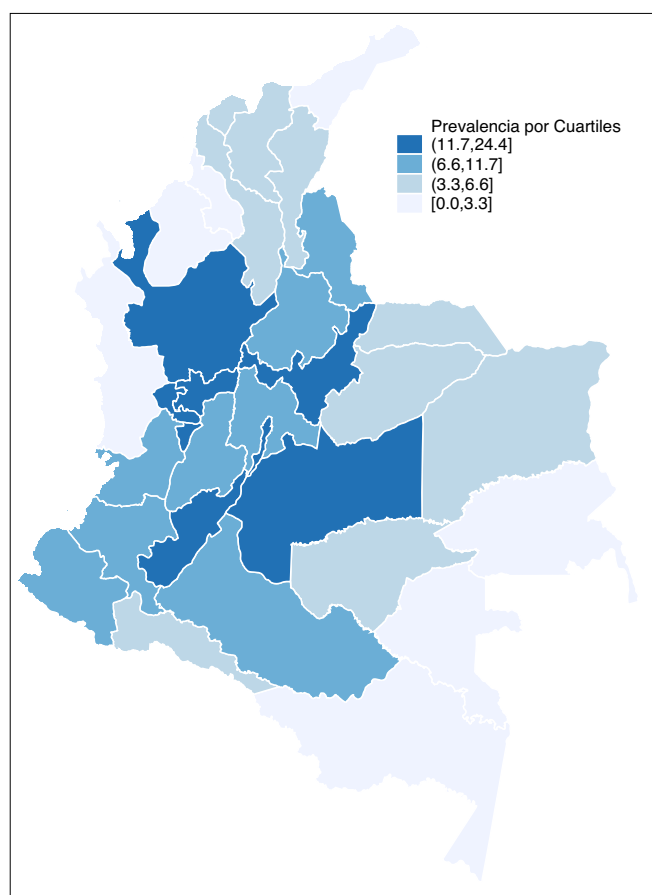 Prevalencia por Cuartiles
(11.7,24.4]
(6.6,11.7]
(3.3,6.6]
[0.0,3.3]